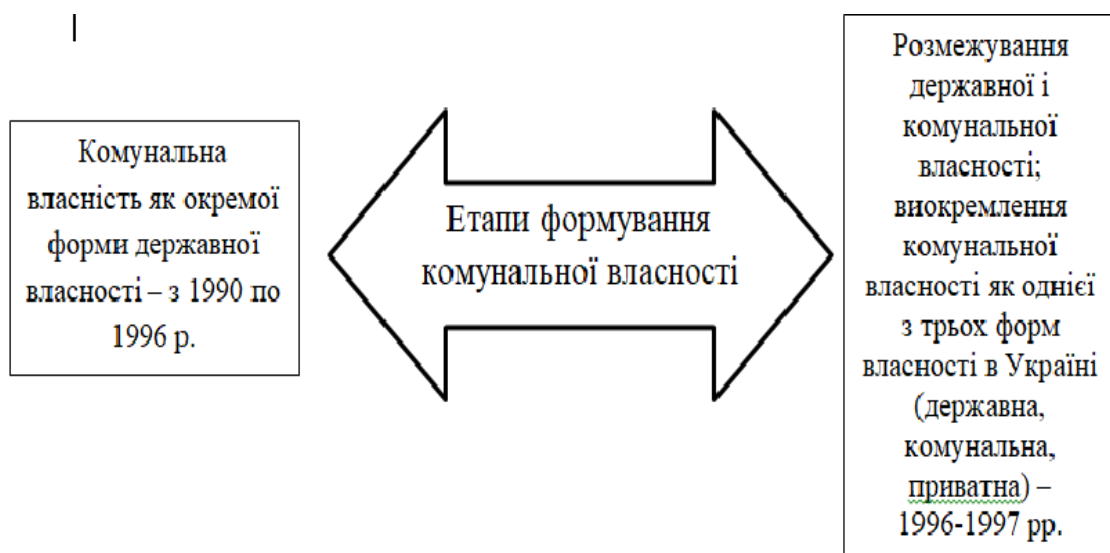 Комунальна
власність як окремої
форми державної
власності – з 1990 по
1996 р.
Етапи формування
комунальної власності
Розмежування
державної і
комунальної
власності;
виокремлення
комунальної
власності як однієї
з трьох форм
власності в Україні
(державна,
комунальна,
приватна) –
1996-1997 рр.